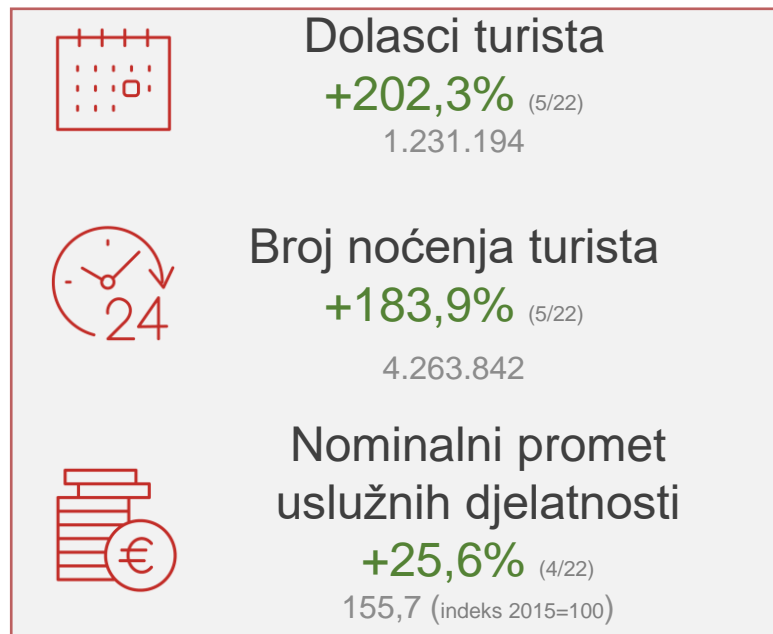 Dolasci turista
+202,3% (5/22)
1.231.194
Broj noćenja turista
+183,9% (5/22)
24
4.263.842
Nominalni promet
uslužnih djelatnosti
+25,6% (4/22)
155,7 (indeks 2015=100)